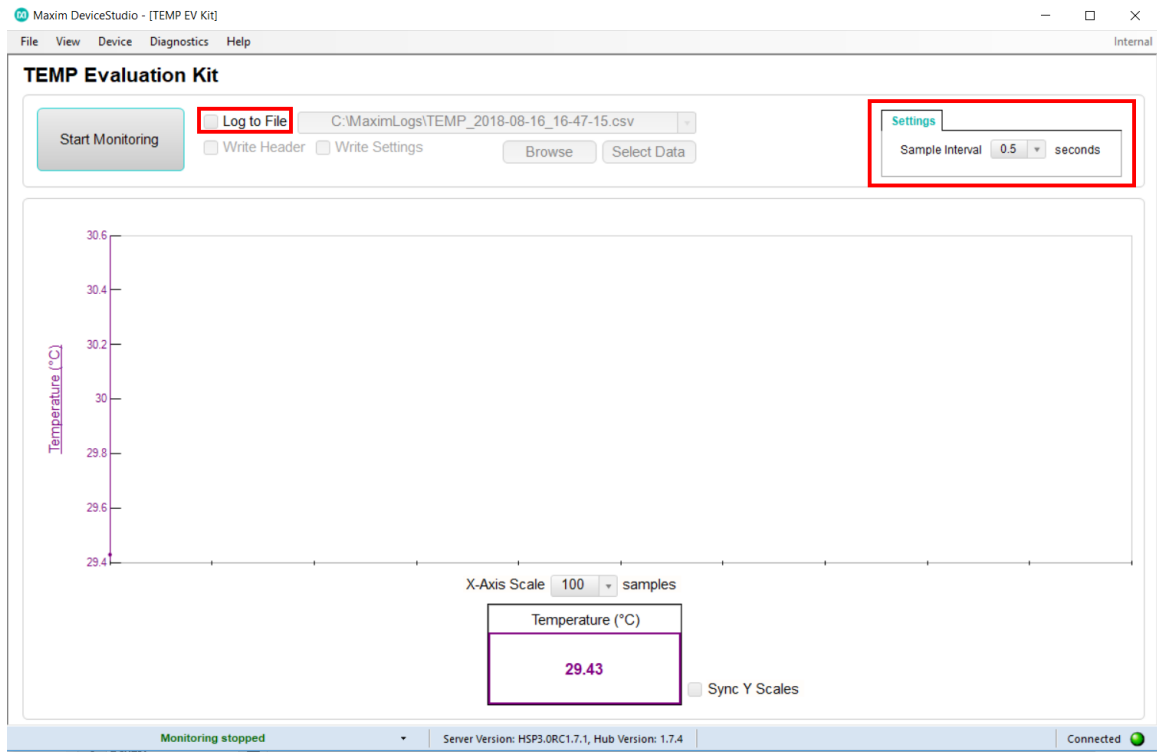 Maxim DeviceStudio - [TEMP EV Kit]
File View Device Diagnostics Help Internal
TEMP Evaluation Kit
Start Monitoring
Log to File C:\MaximLogs\TEMP_2018-08-16_16-47-15.csv
Write Header Write Settings Browse Select Data
Settings
Sample Interval 0.5 seconds
Temperature (°C)
30.6
30.4
30.2
30
29.8
29.6
29.4
X-Axis Scale 100 samples
Temperature (°C)
29.43
Sync Y Scales
Monitoring stopped Server Version: HSP3.0RC1.7.1, Hub Version: 1.7.4 Connected